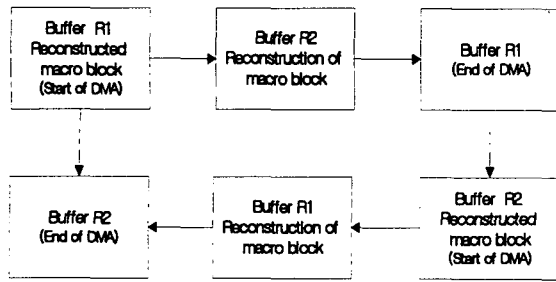 Buffer R1
Reconstructed
macro block
(Start of DMA)
Buffer R2
Reconstruction of
macro block
Buffer R1
(End of DMA)
Buffer R2
(End of DMA)
Buffer R1
Reconstruction of
macro block
Buffer R2
Reconstructed
macro block
(Start of DMA)